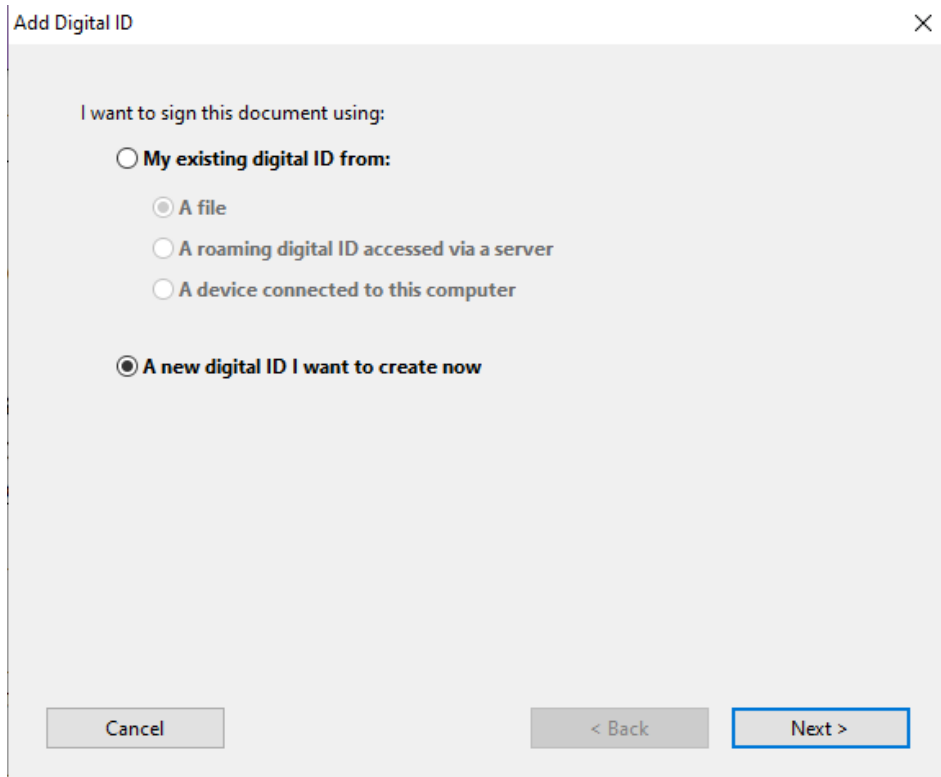 Add Digital ID
I want to sign this document using:
My existing digital ID from:
A file
A roaming digital ID accessed via a server
A device connected to this computer
A new digital ID I want to create now
Cancel
< Back
Next >